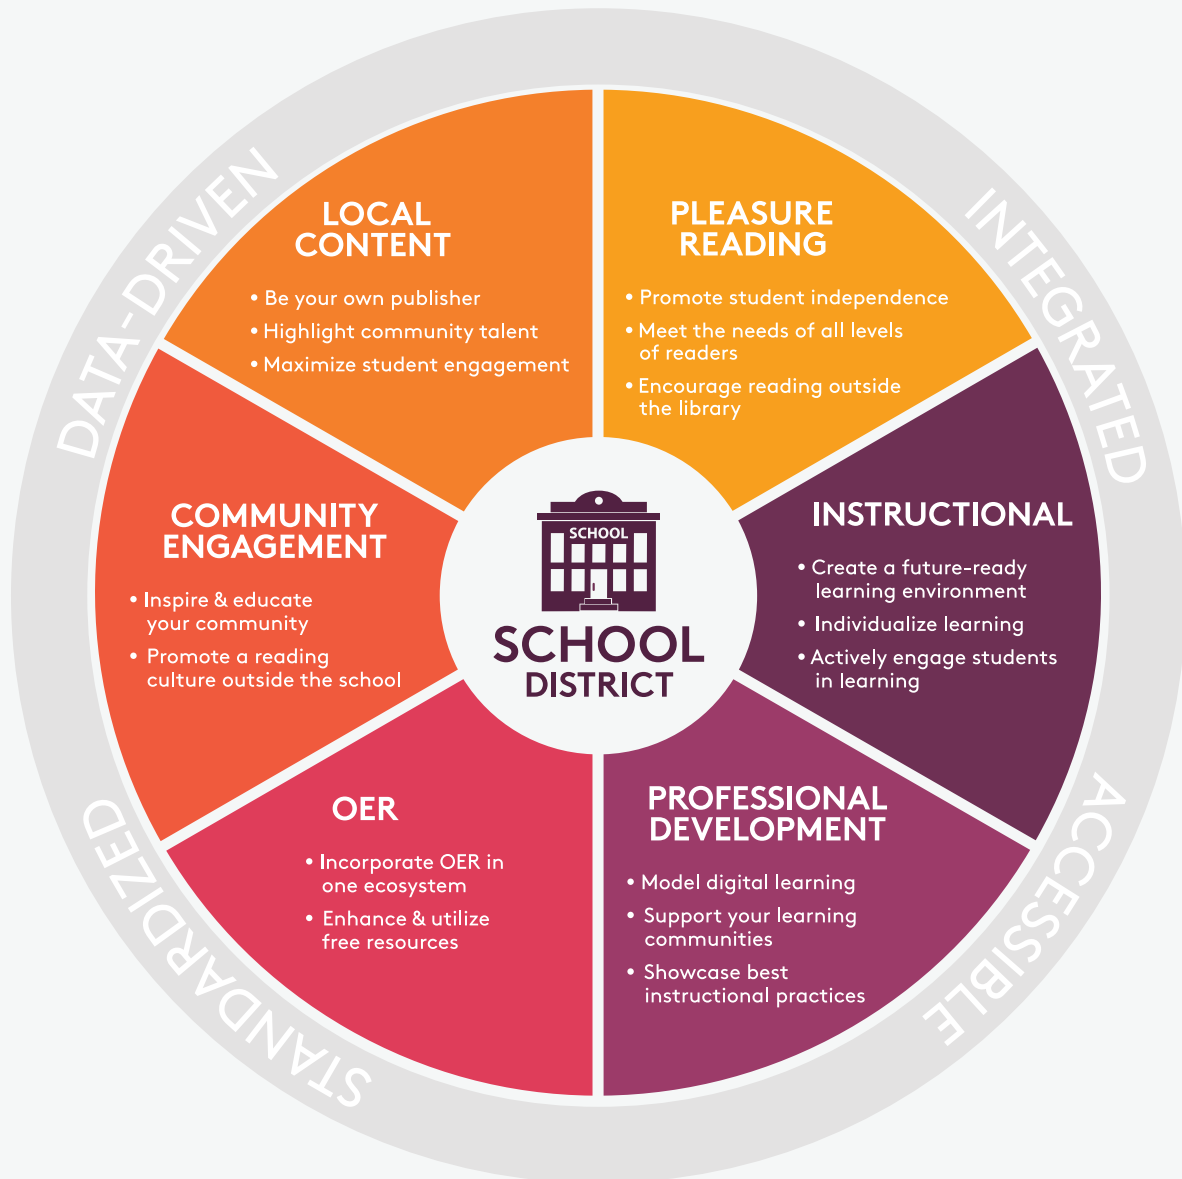 DATA-DRIVEN
INTEGRATED
ACCESSIBLE
STANDARDIZED
LOCAL
CONTENT
• Be your own publisher
• Highlight community talent
• Maximize student engagement
PLEASURE
READING
• Promote student independence
• Meet the needs of all levels
of readers
• Encourage reading outside
the library
INSTRUCTIONAL
• Create a future-ready
learning environment
• Individualize learning
• Actively engage students
in learning
PROFESSIONAL
DEVELOPMENT
• Model digital learning
• Support your learning
communities
• Showcase best
instructional practices
OER
• Incorporate OER in
one ecosystem
• Enhance & utilize
free resources
COMMUNITY
ENGAGEMENT
• Inspire & educate
your community
• Promote a reading
culture outside the school
SCHOOL
SCHOOL
DISTRICT